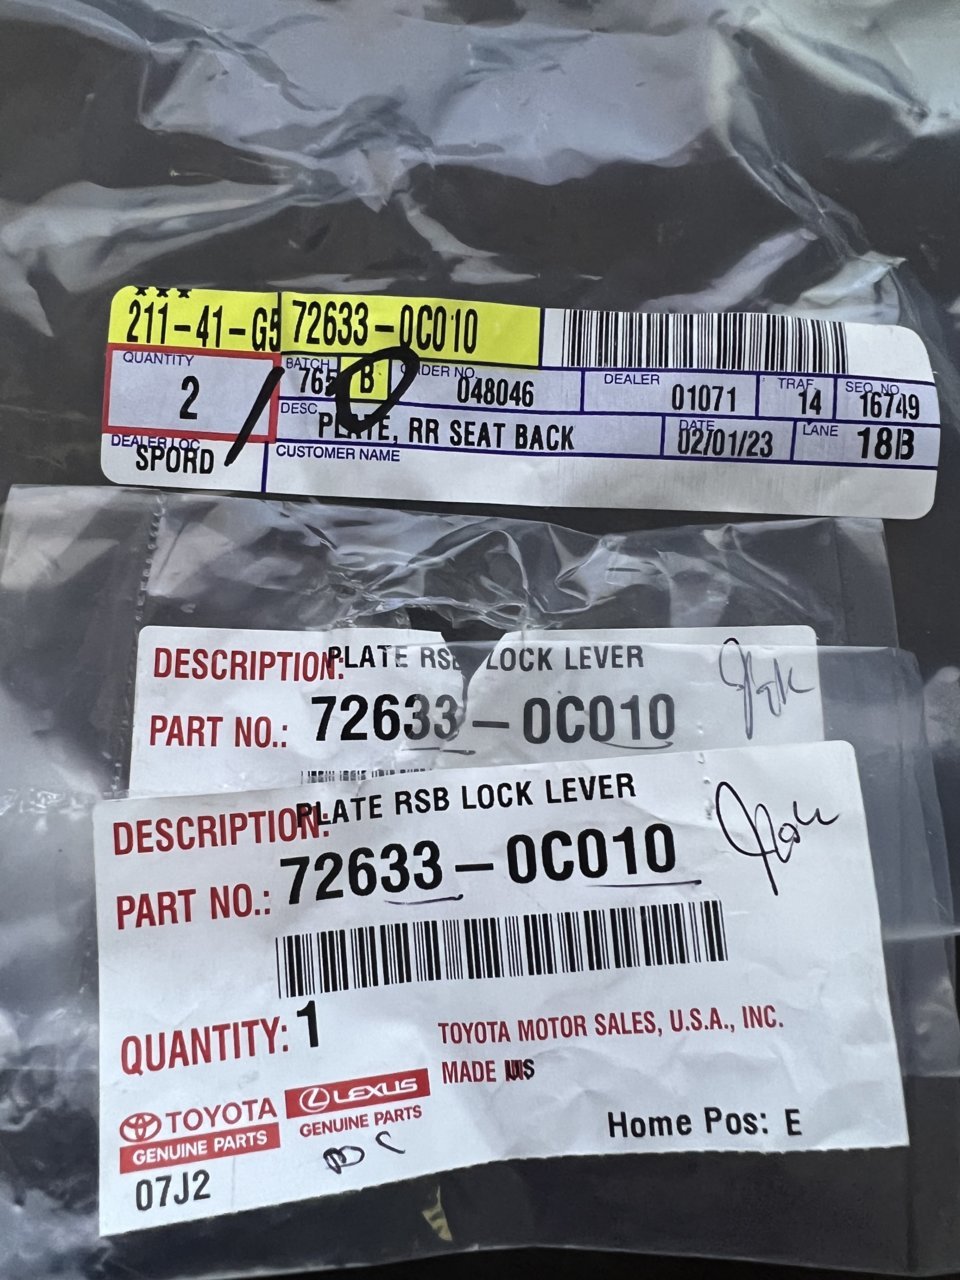 ***
211-41-G5 72633-0C010
QUANTITY 2
BATCH 765 B ORDER NO. 048046 DEALER 01071 TRAF. 14 SEQ. NO. 16749
DESC PLATE, RR SEAT BACK DATE 02/01/23 LANE 18B
DEALER LOC SPORD CUSTOMER NAME
DESCRIPTION: PLATE RSB LOCK LEVER
PART NO.: 72633-0C010
DESCRIPTION: PLATE RSB LOCK LEVER
PART NO.: 72633-0C010
QUANTITY: 1
TOYOTA MOTOR SALES, U.S.A., INC.
MADE US
TOYOTA
GENUINE PARTS
LEXUS
GENUINE PARTS
Home Pos: E
07J2